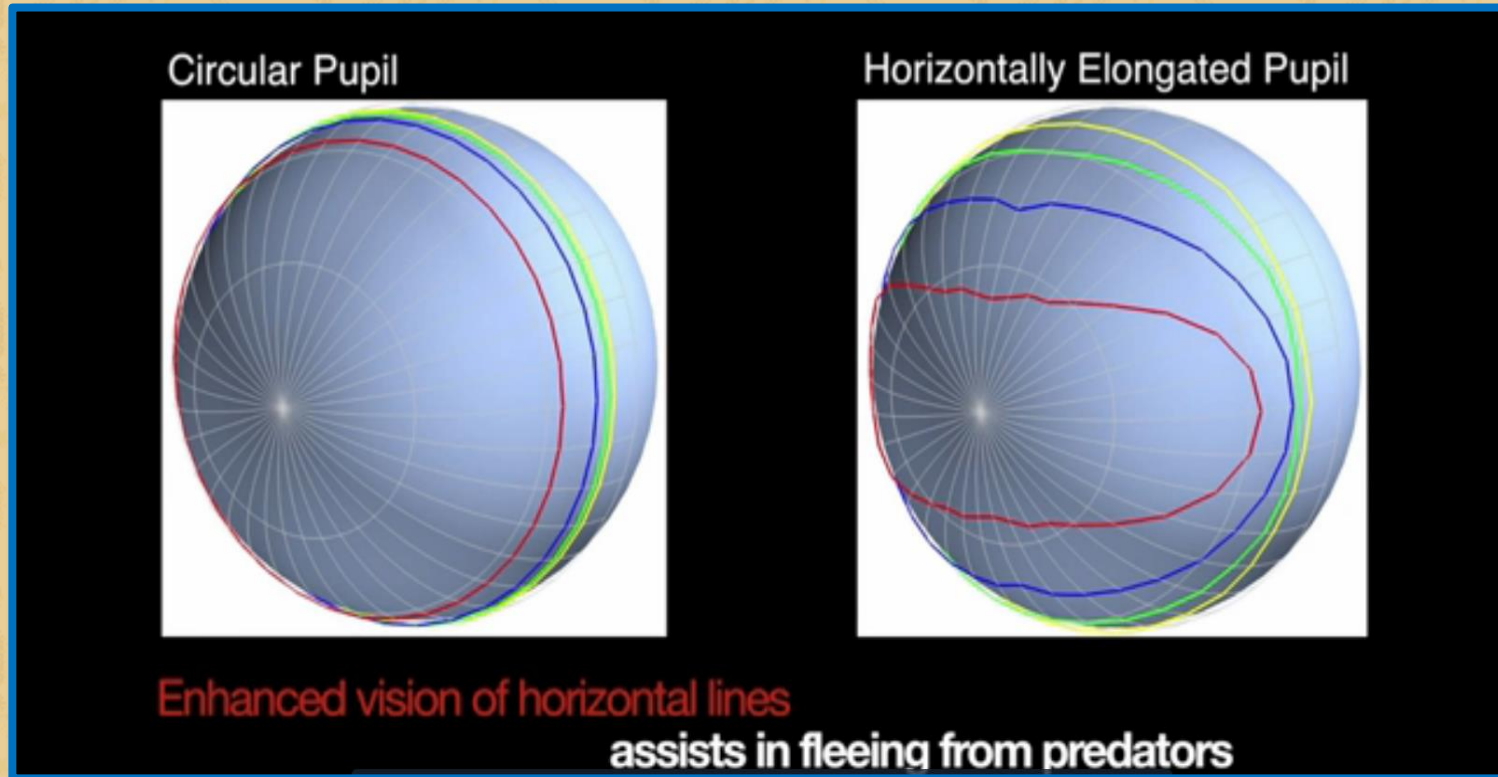 Circular Pupil
Horizontally Elongated Pupil
Enhanced vision of horizontal lines
assists in fleeing from predators